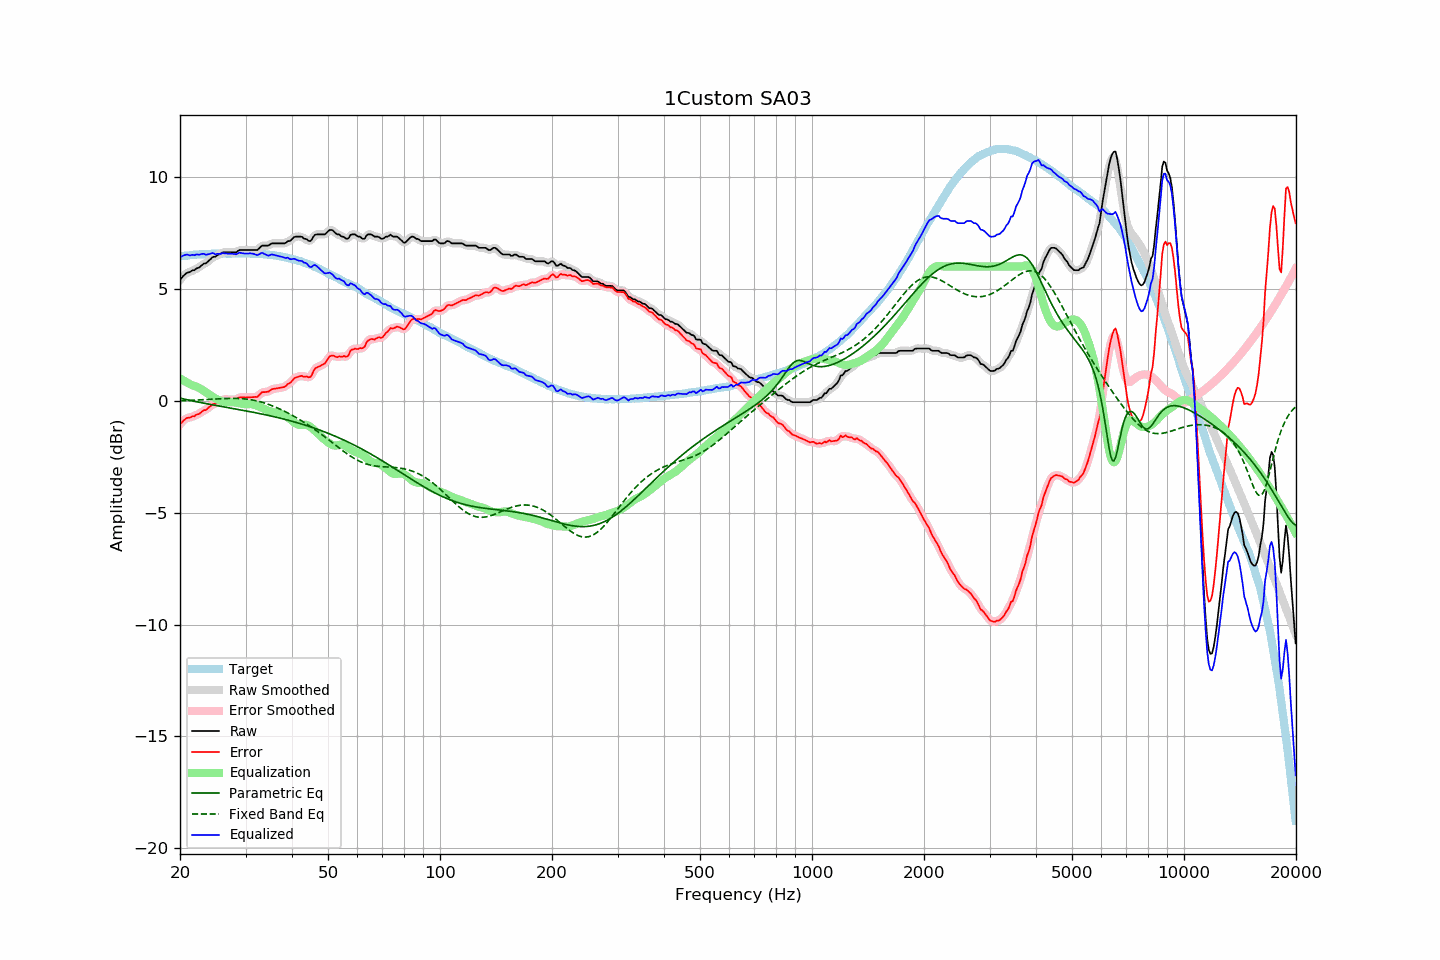 1Custom SA03
10
5
0
−5
−10
−15
−20
Amplitude (dBr)
Target
Raw Smoothed
Error Smoothed
Raw
Error
Equalization
Parametric Eq
Fixed Band Eq
Equalized
20 50 100 200 500 1000 2000 5000 10000 20000
Frequency (Hz)